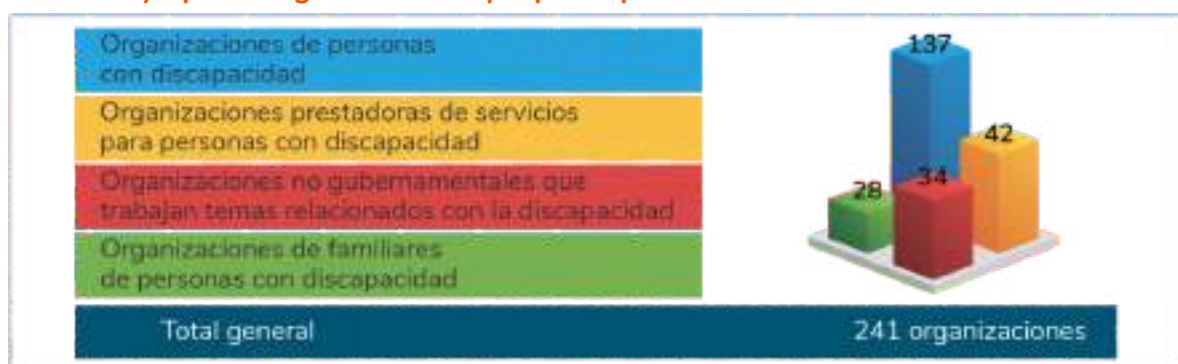 Organizaciones de personas
con discapacidad
Organizaciones prestadoras de servicios
para personas con discapacidad
Organizaciones no gubernamentales que
trabajan temas relacionados con la discapacidad
Organizaciones de familiares
de personas con discapacidad
137
42
28
34
Total general 241 organizaciones